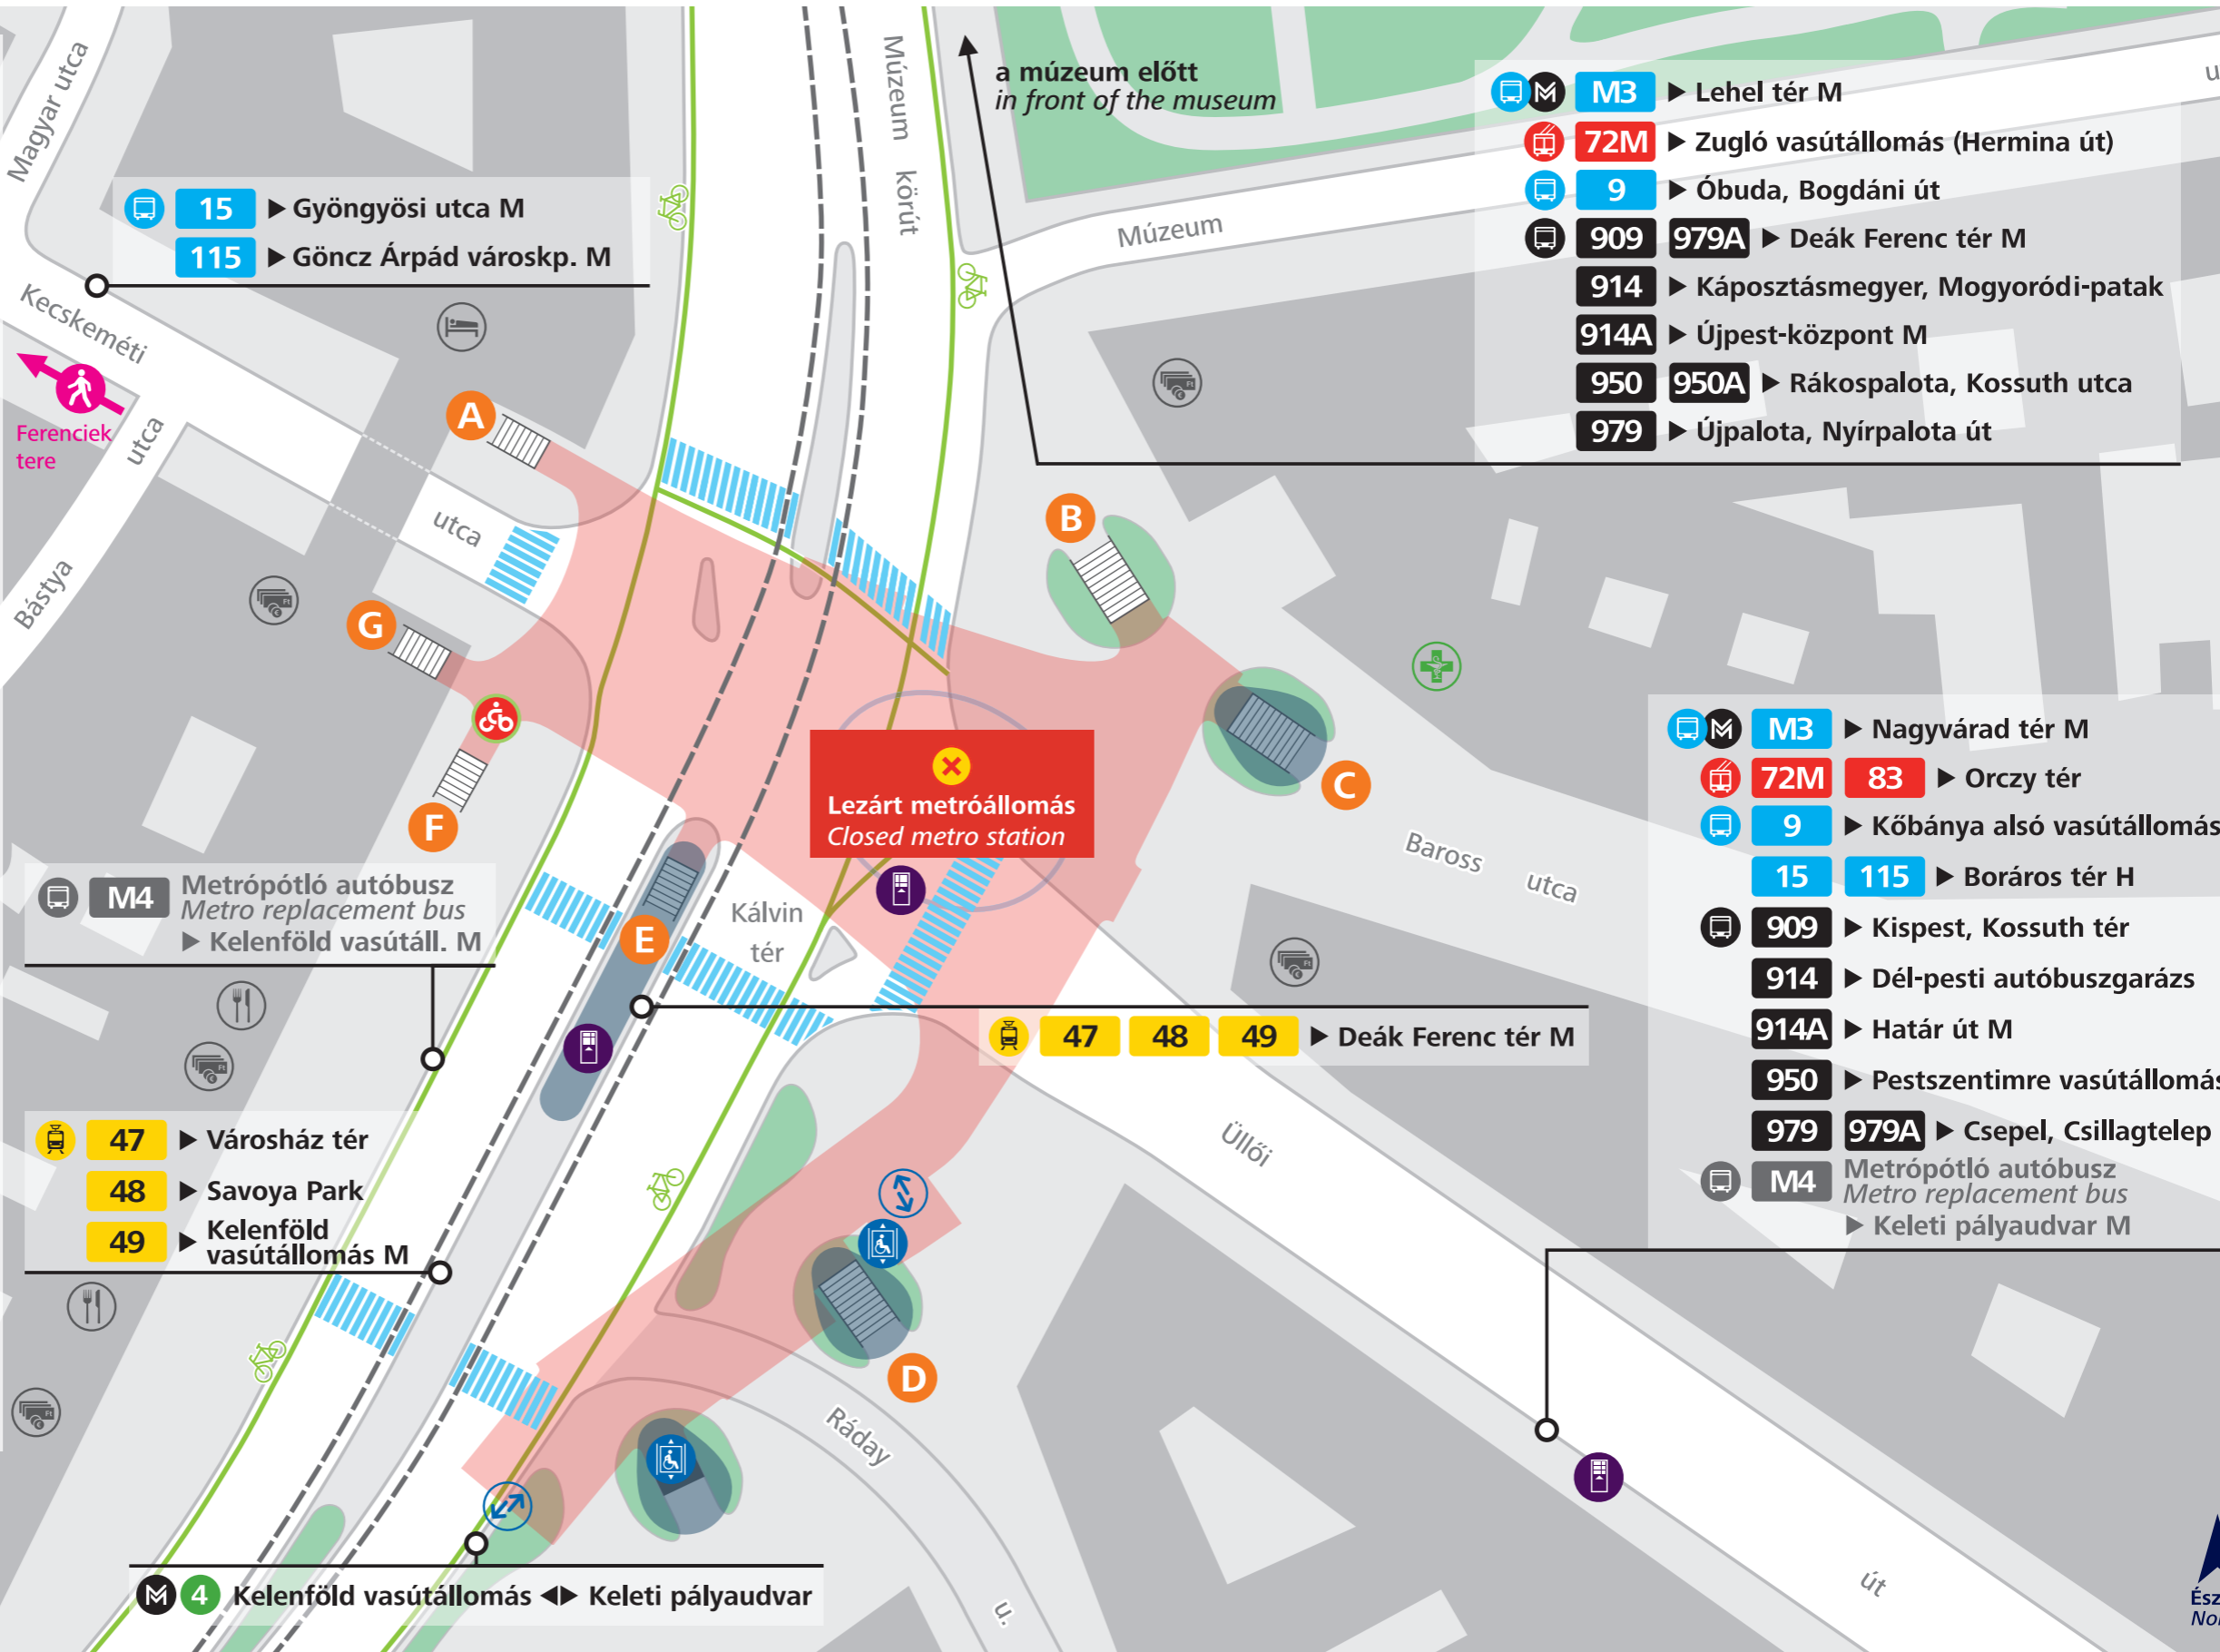 Magyar utca
Múzeum körút
a múzeum előtt
in front of the museum
M3 ▶ Lehel tér M
72M ▶ Zugló vasútállomás (Hermina út)
9 ▶ Óbuda, Bogdáni út
909 979A ▶ Deák Ferenc tér M
914 ▶ Káposztásmegyer, Mogyoródi-patak
914A ▶ Újpest-központ M
950 950A ▶ Rákospalota, Kossuth utca
979 ▶ Újpalota, Nyírpalota út
u
15 ▶ Gyöngyösi utca M
115 ▶ Göncz Árpád városkp. M
Múzeum
Kecskeméti
utca
Ferenciek
tere
Bástya
utca
A
B
G
F
C
E
D
Lezárt metróállomás
Closed metro station
Kálvin
tér
Baross
utca
M3 ▶ Nagyvárad tér M
72M 83 ▶ Orczy tér
9 ▶ Kőbánya alsó vasútállomás
15 115 ▶ Boráros tér H
909 ▶ Kispest, Kossuth tér
914 ▶ Dél-pesti autóbuszgarázs
914A ▶ Határ út M
950 ▶ Pestszentimre vasútállomás
979 979A ▶ Csepel, Csillagtelep
M4 Metrópótló autóbusz
Metro replacement bus
▶ Keleti pályaudvar M
M4 Metrópótló autóbusz
Metro replacement bus
▶ Kelenföld vasútáll. M
47 48 49 ▶ Deák Ferenc tér M
47 ▶ Városház tér
48 ▶ Savoya Park
49 ▶ Kelenföld
vasútállomás M
Üllői
út
Ráday
u.
M 4 Kelenföld vasútállomás ◀▶ Keleti pályaudvar
Ész
No